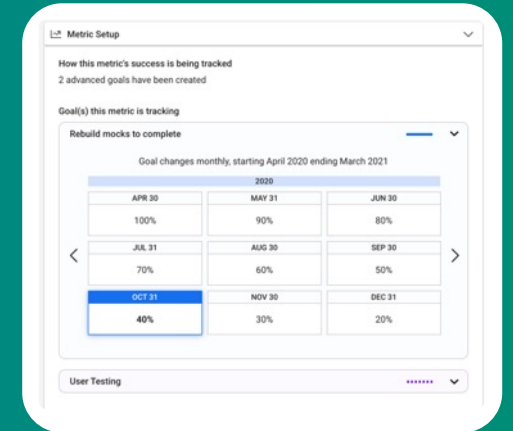 Metric Setup
How this metric's success is being tracked
2 advanced goals have been created
Goal(s) this metric is tracking
Rebuild mocks to complete
Goal changes monthly, starting April 2020 ending March 2021
2020
APR 30 MAY 31 JUN 30
100% 90% 80%
JUL 31 AUG 30 SEP 30
70% 60% 50%
OCT 31 NOV 30 DEC 31
40% 30% 20%
User Testing